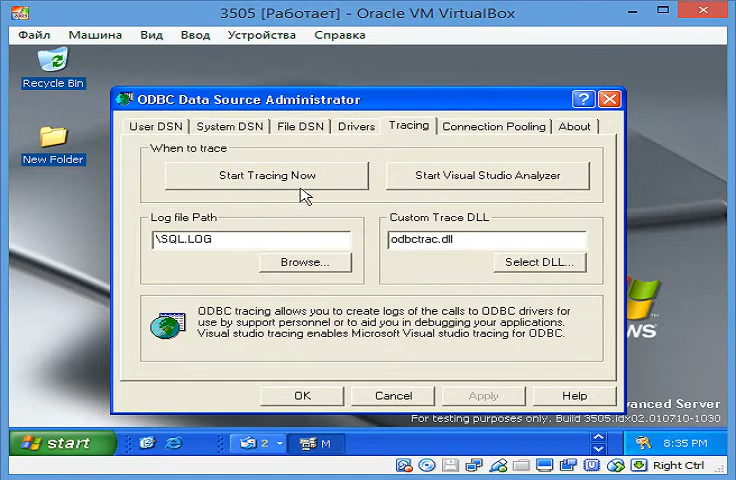 3505 [Работает] - Oracle VM VirtualBox
Файл Машина Вид Ввод Устройства Справка
Recycle Bin
New Folder
ODBC Data Source Administrator
User DSN System DSN File DSN Drivers Tracing Connection Pooling About
When to trace
Start Tracing Now Start Visual Studio Analyzer
Log file Path Custom Trace DLL
\SQL.LOG odbctrac.dll
Browse... Select DLL...
ODBC tracing allows you to create logs of the calls to ODBC drivers for
use by support personnel or to aid you in debugging your applications.
Visual studio tracing enables Microsoft Visual studio tracing for ODBC.
OK Cancel Apply Help
ws
vanced Server
For testing purposes only. Build 3505.idx02.010710-1030
start 2 M 8:35 PM
Right Ctrl